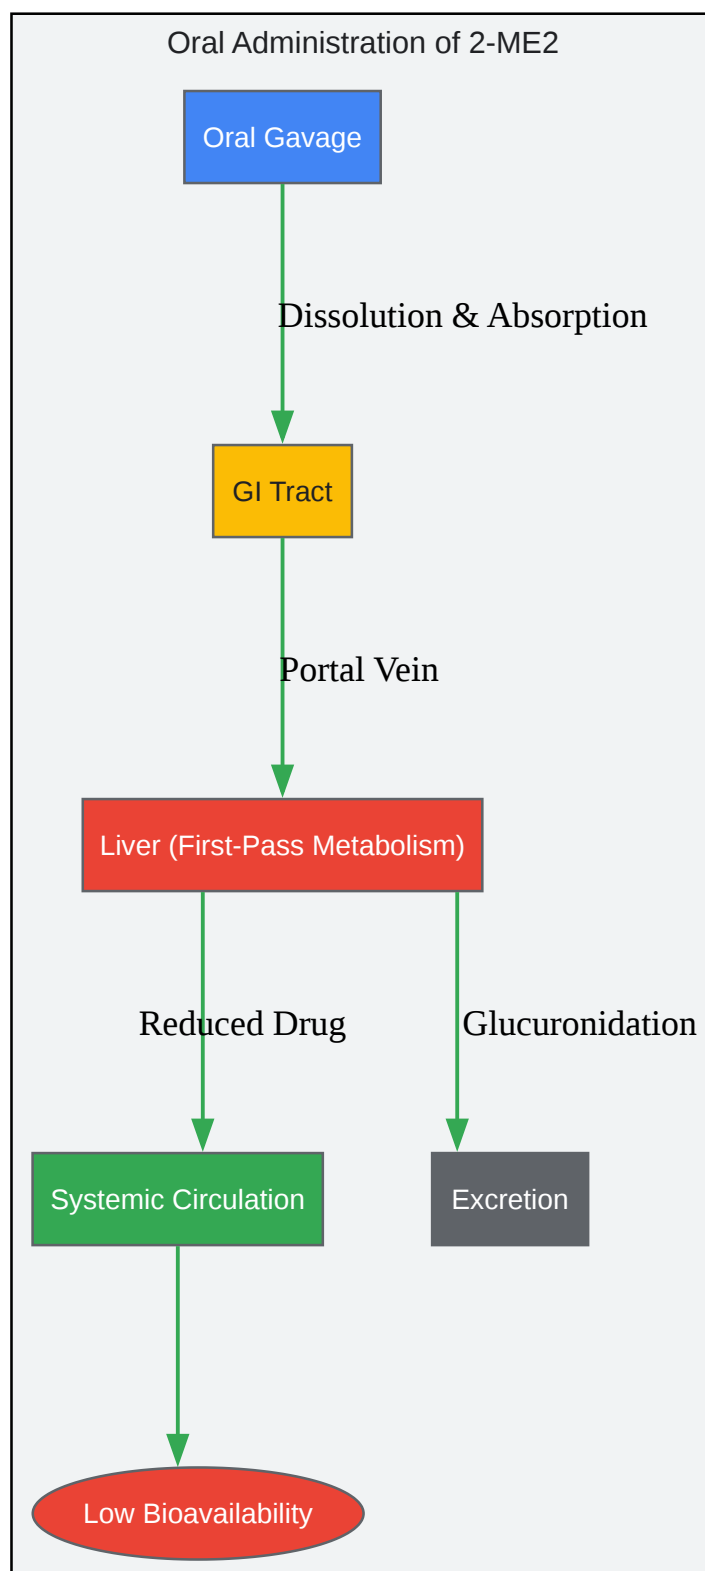 Oral Administration of 2-ME2
Oral Gavage
Dissolution & Absorption
GI Tract
Portal Vein
Liver (First-Pass Metabolism)
Reduced Drug
Glucuronidation
Systemic Circulation
Excretion
Low Bioavailability